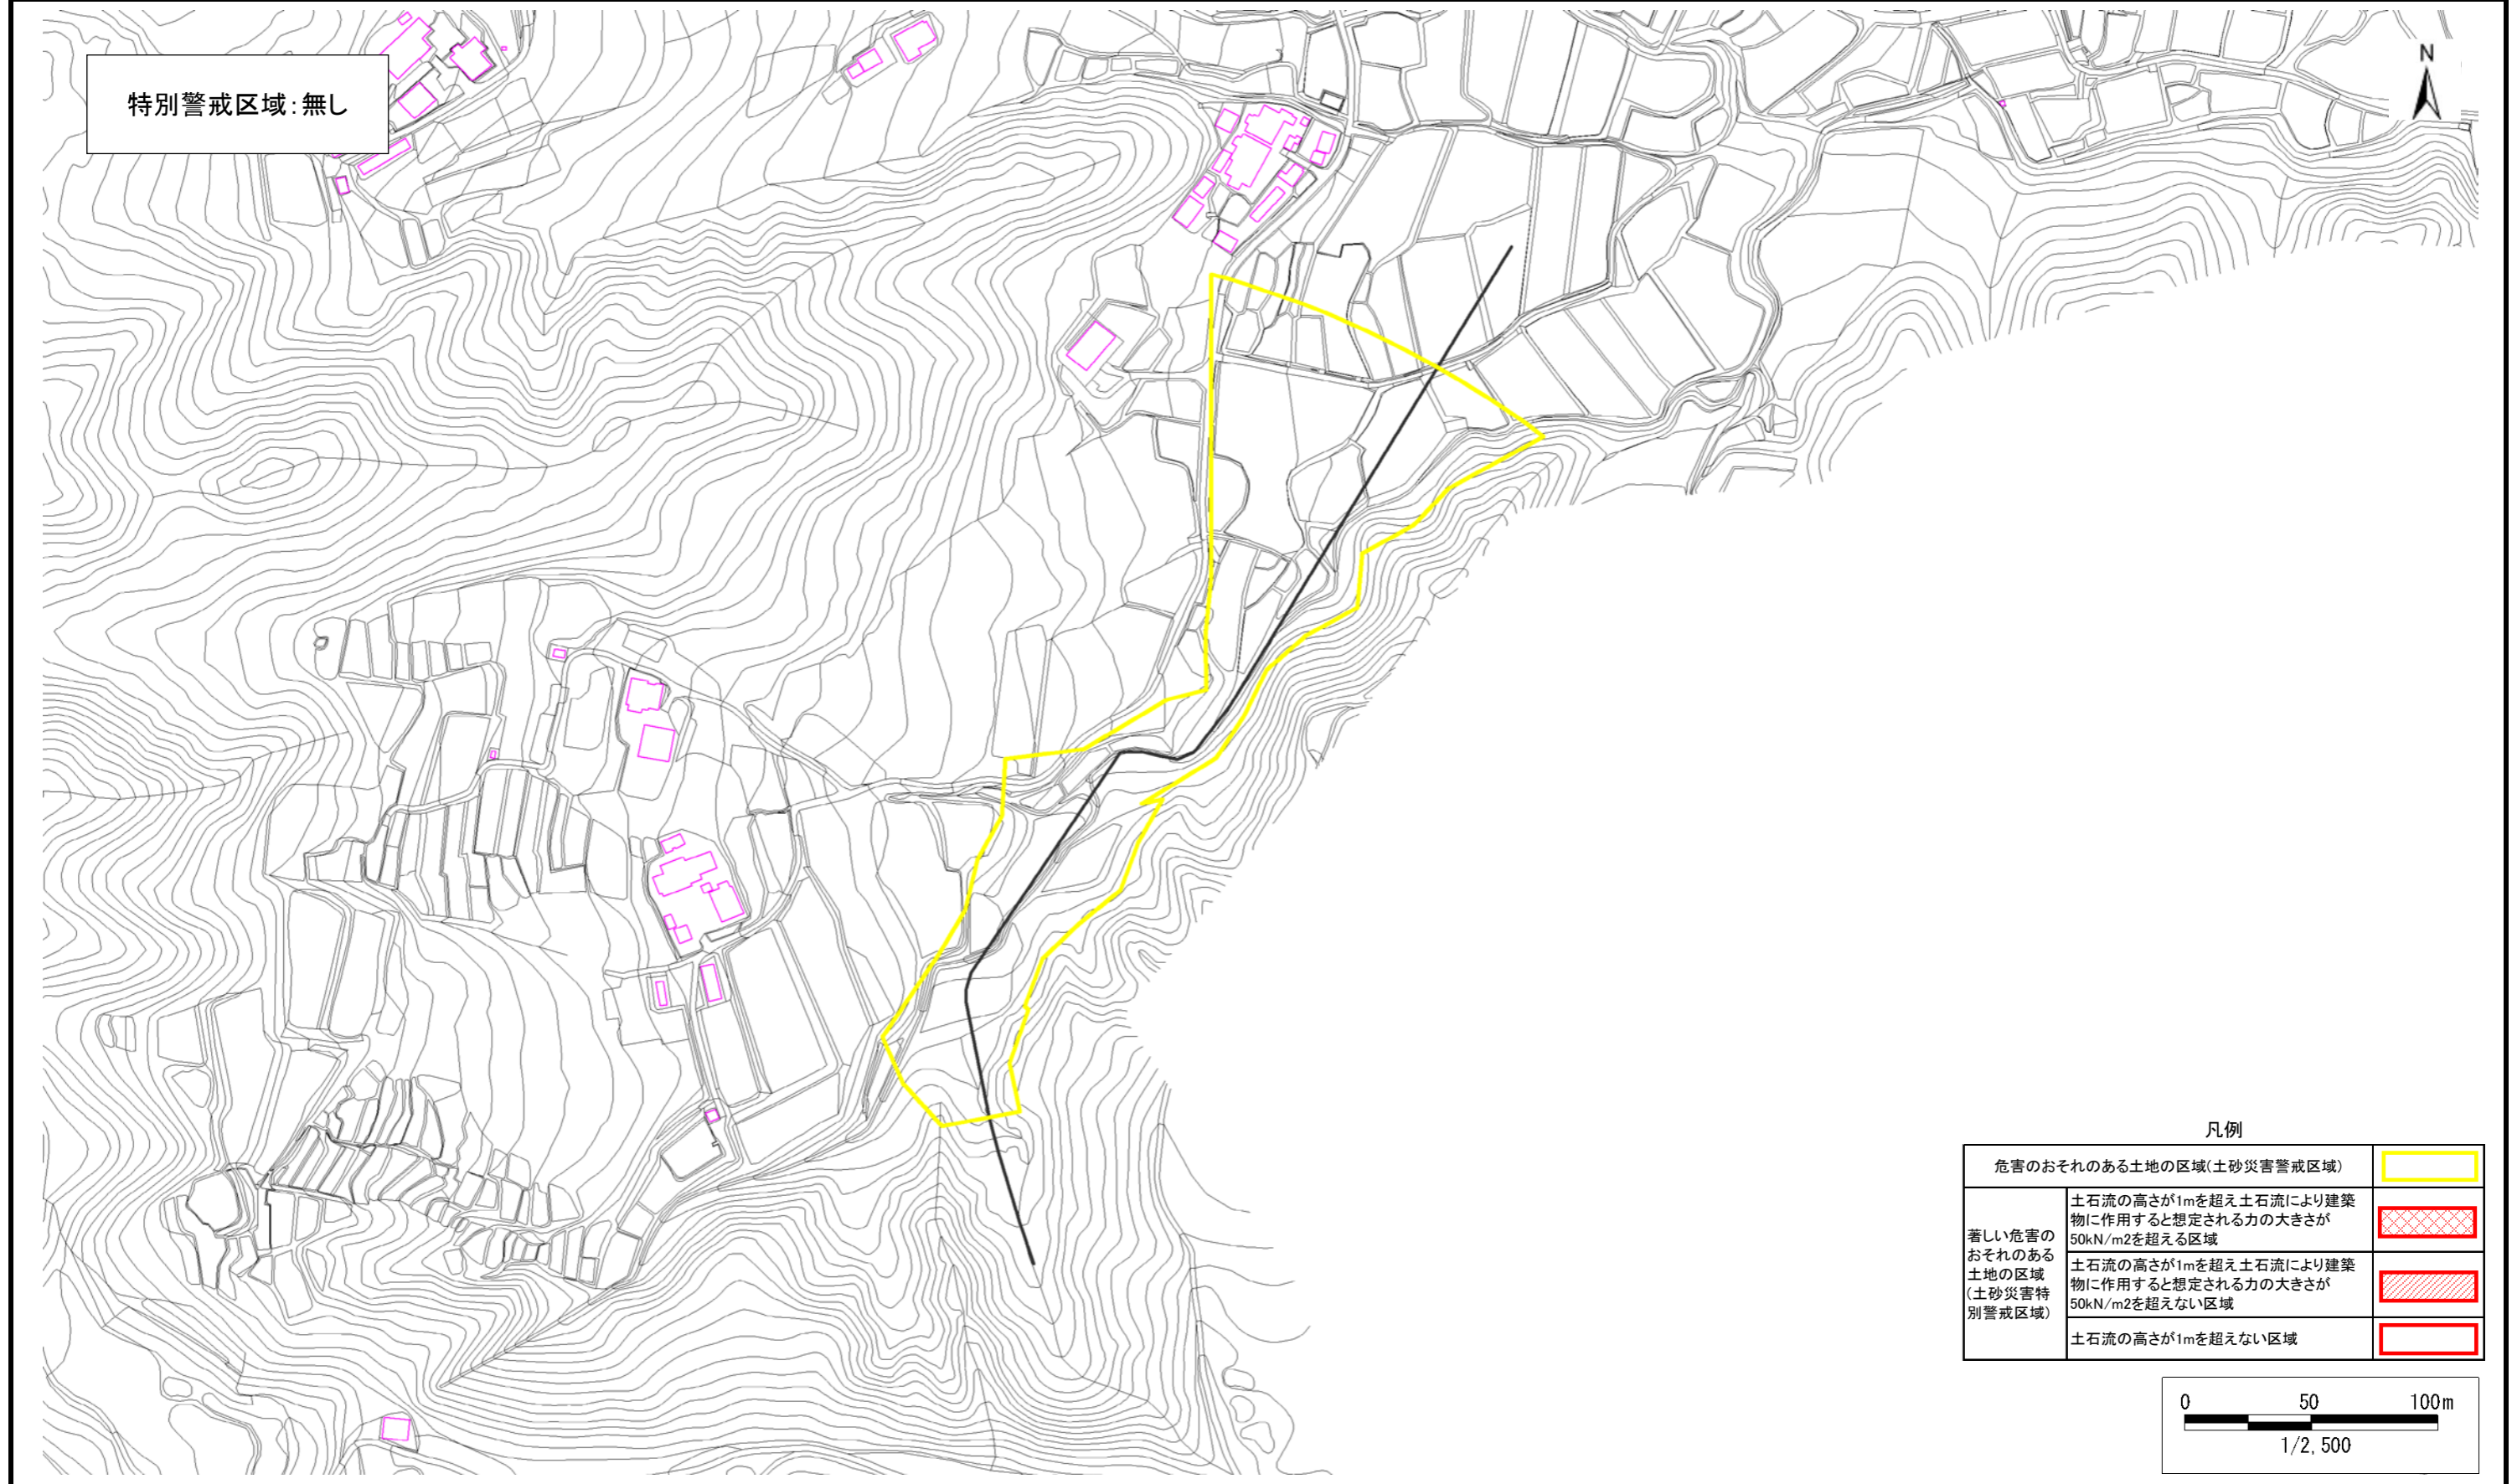 特別警戒区域：無し
N
凡例
危害のおそれのある土地の区域(土砂災害警戒区域)
著しい危害の
おそれのある
土地の区域
(土砂災害特
別警戒区域)
土石流の高さが1mを超え土石流により建築
物に作用すると想定される力の大きさが
50kN/m2を超える区域
土石流の高さが1mを超え土石流により建築
物に作用すると想定される力の大きさが
50kN/m2を超えない区域
土石流の高さが1mを超えない区域
0 50 100m
1/2,500